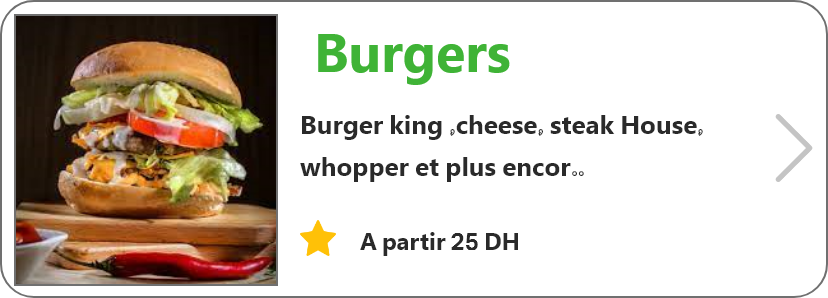 Burgers
Burger king ,cheese, steak House,
whopper et plus encor..
A partir 25 DH